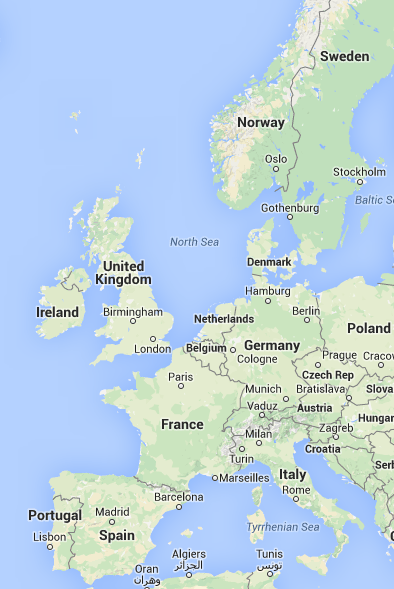 Sweden
Norway
Oslo
Stockholm
Gothenburg
Baltic Se
North Sea
Denmark
United
Kingdom
Hamburg
Ireland
Birmingham
Netherlands
Berlin
Poland
London
Belgium
Germany
Cologne
Prague
Cracow
Paris
Czech Rep
Munich
Bratislava
Slova
Vaduz
Austria
France
Hungar
Milan
Zagreb
Croatia
Turin
Serb
Marseilles
Italy
Rome
Barcelona
Portugal
Madrid
Spain
Lisbon
Tyrrhenian Sea
Algiers
الجزائر
Tunis
تونس
Oran
وهران